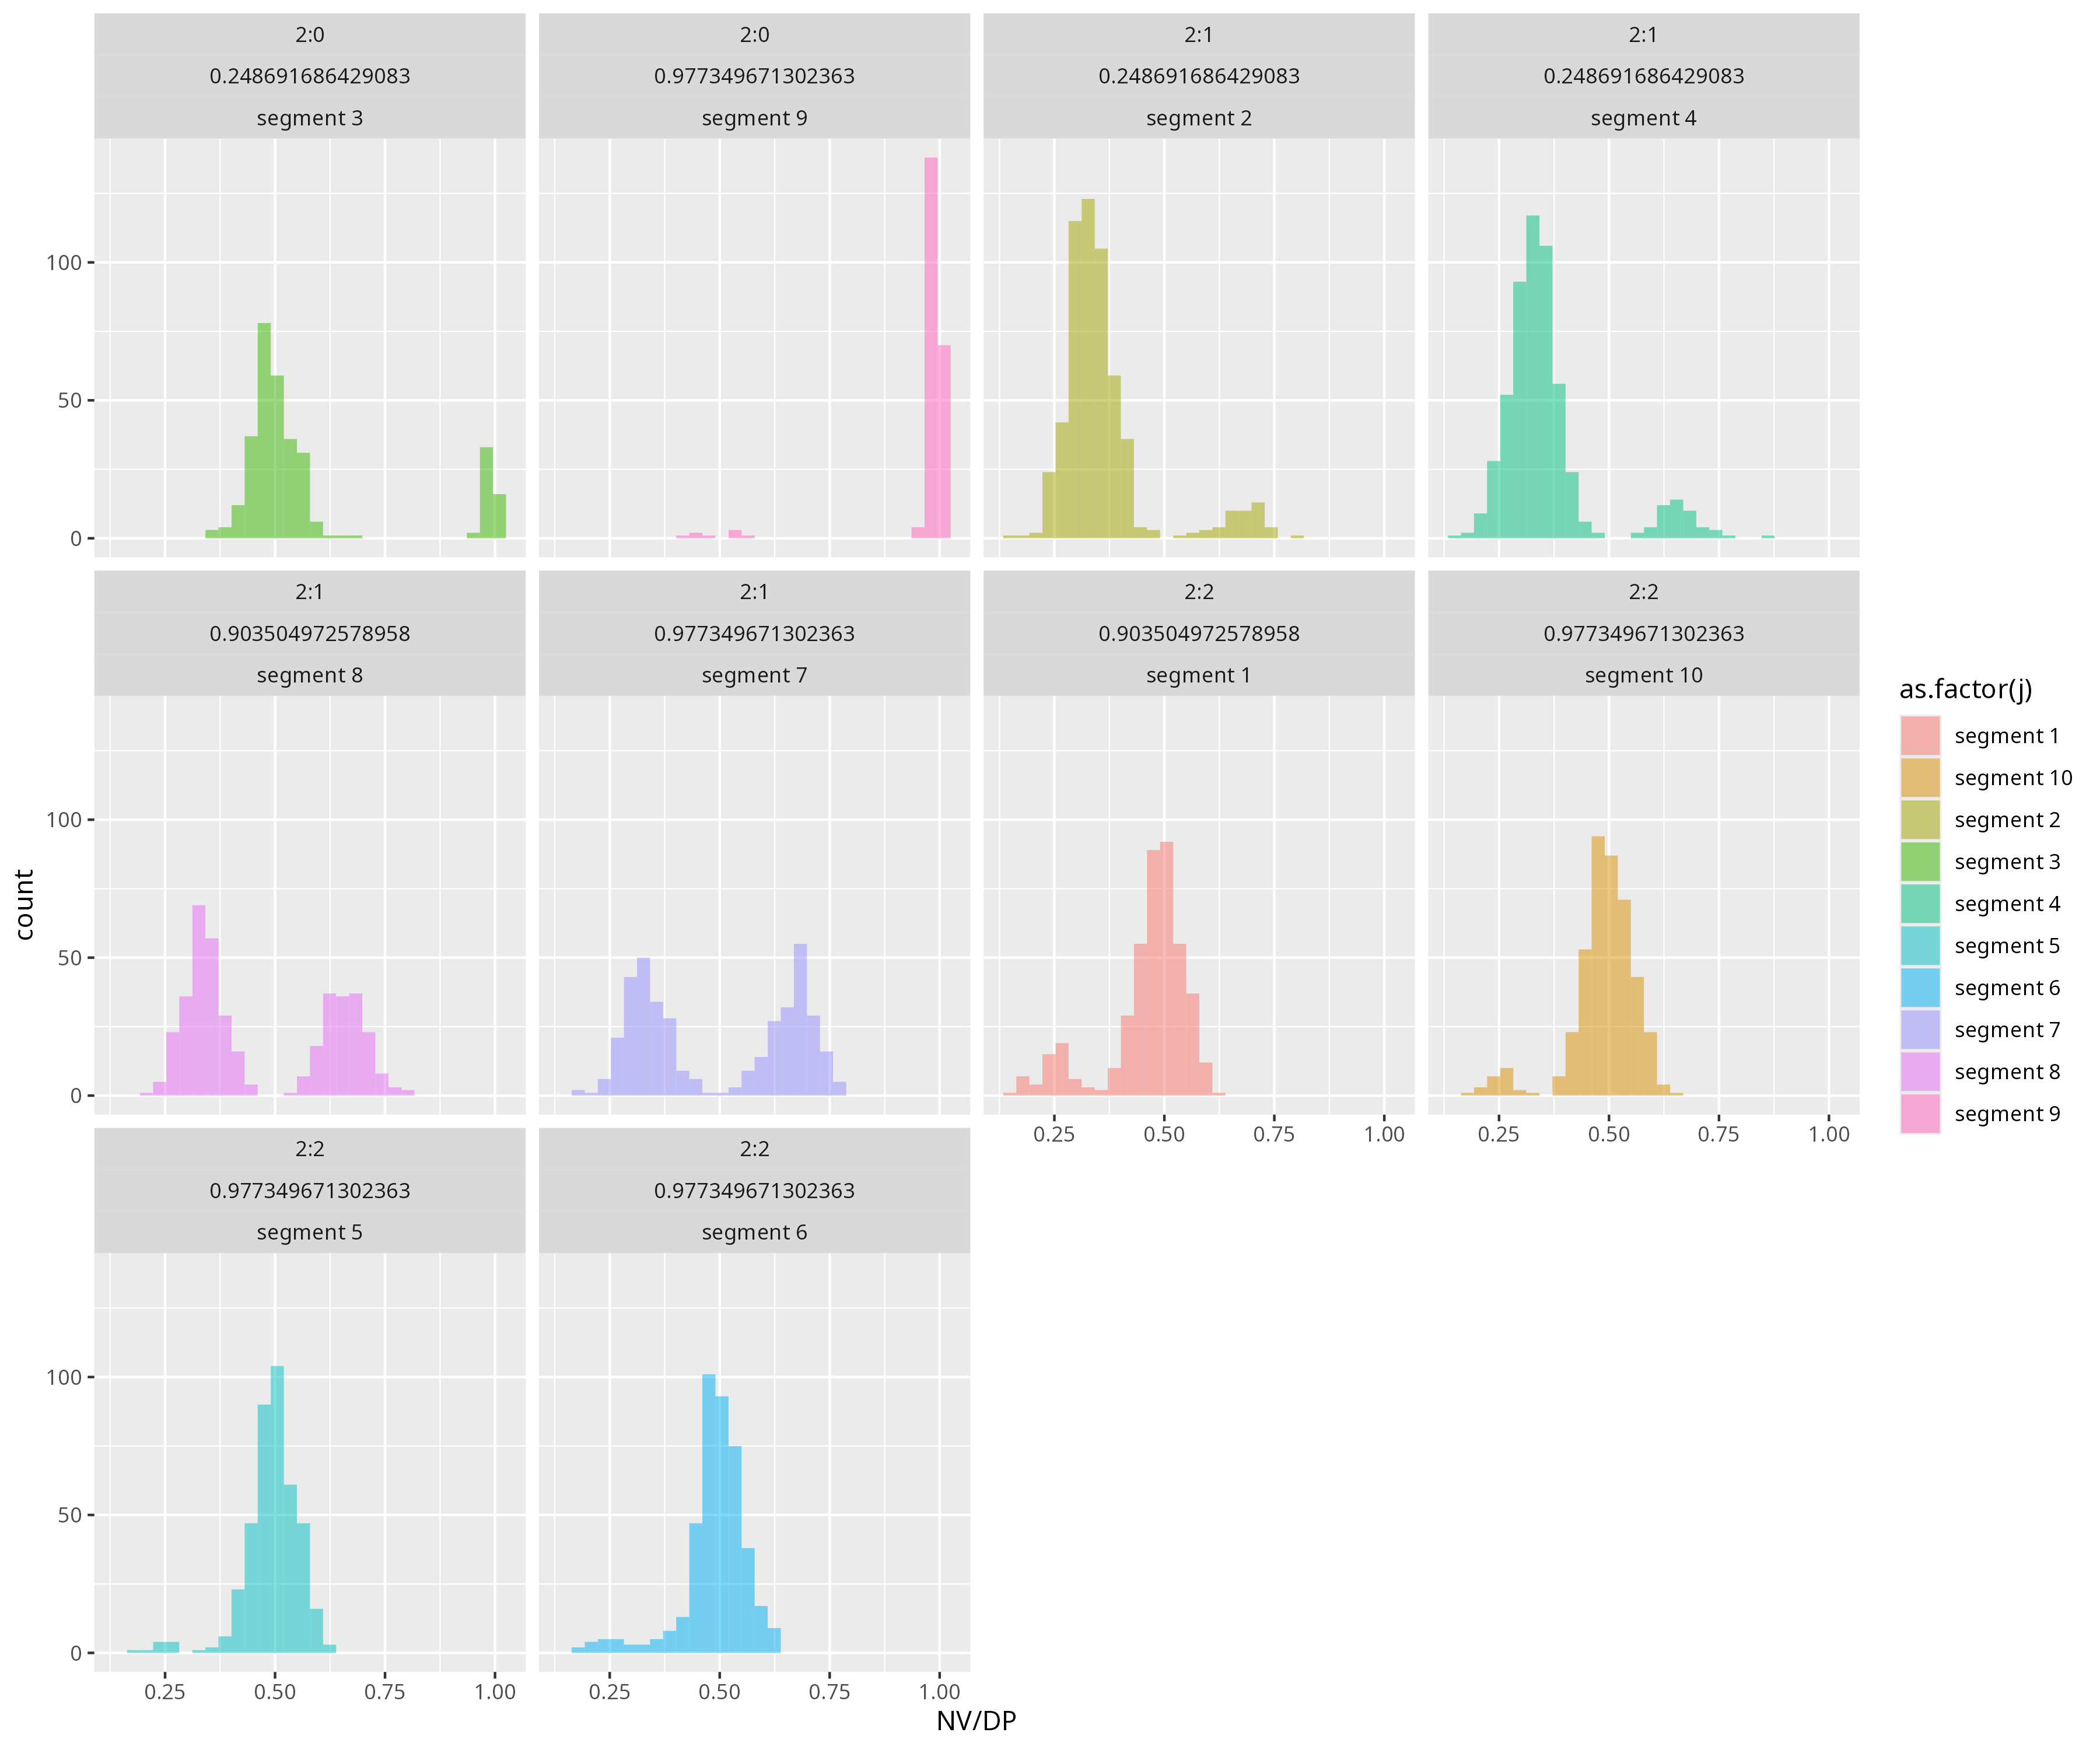 2:0
0.248691686429083
segment 3
2:0
0.977349671302363
segment 9
2:1
0.248691686429083
segment 2
2:1
0.248691686429083
segment 4
100
50
0
2:1
0.903504972578958
segment 8
2:1
0.977349671302363
segment 7
2:2
0.903504972578958
segment 1
2:2
0.977349671302363
segment 10
100
50
0
0.25 0.50 0.75 1.00
0.25 0.50 0.75 1.00
2:2
0.977349671302363
segment 5
2:2
0.977349671302363
segment 6
100
50
0
0.25 0.50 0.75 1.00
0.25 0.50 0.75 1.00
NV/DP
count
as.factor(j)
segment 1
segment 10
segment 2
segment 3
segment 4
segment 5
segment 6
segment 7
segment 8
segment 9